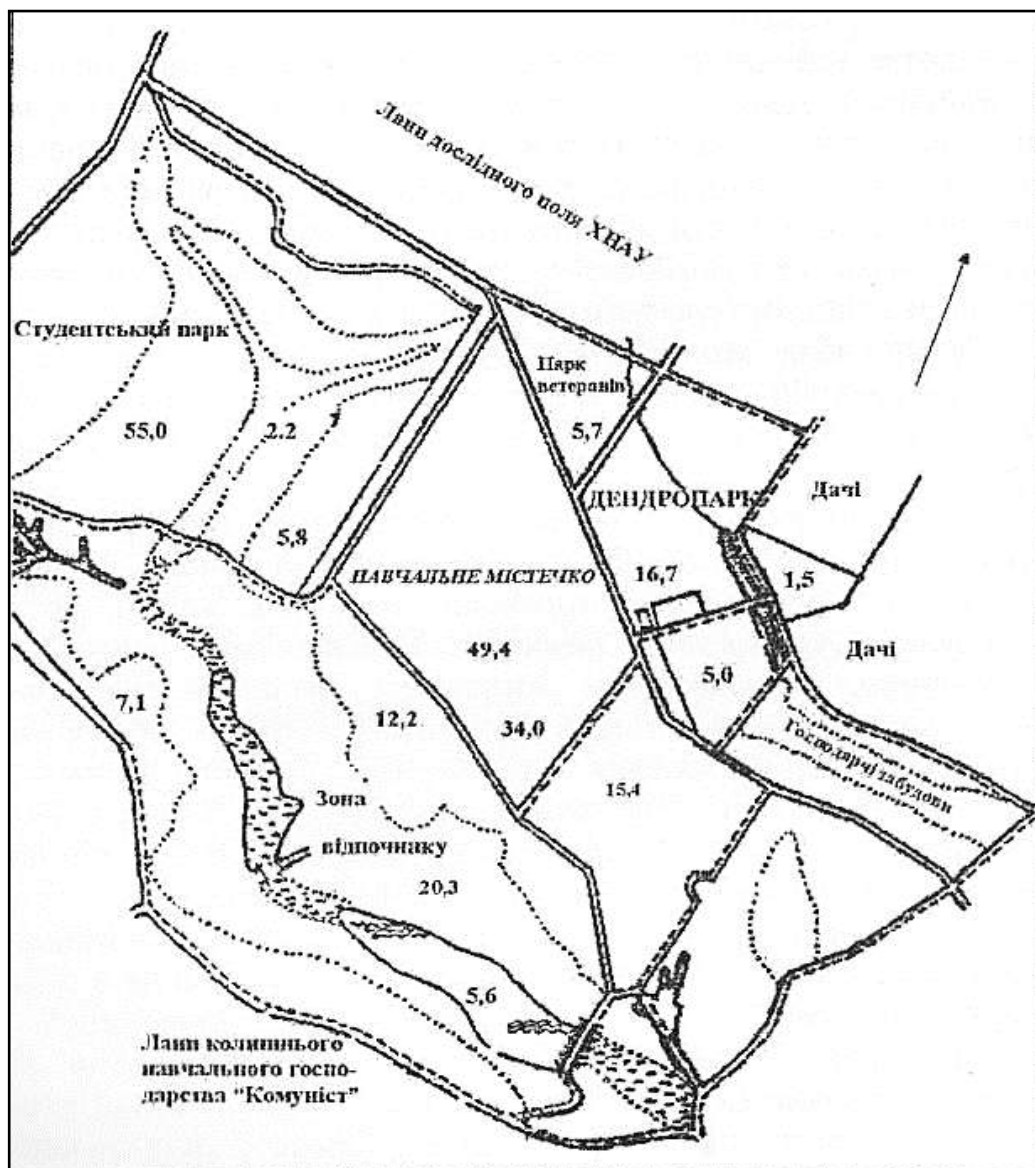 Лани дослідного поля ХНАУ
Студентський парк
Парк
ветеранів
5,7
55,0
2.2
ДЕНДРОПАРК
Дачі
5,8
НАВЧАЛЬНЕ МІСТЕЧКО
16,7
1,5
49,4
5,0
Дачі
7,1
12,2
34,0
Господарчі забудови
15,4
Зона
відпочнику
20,3
5,6
Лани колишнього
навчального госпо-
дарства “Комуніст”